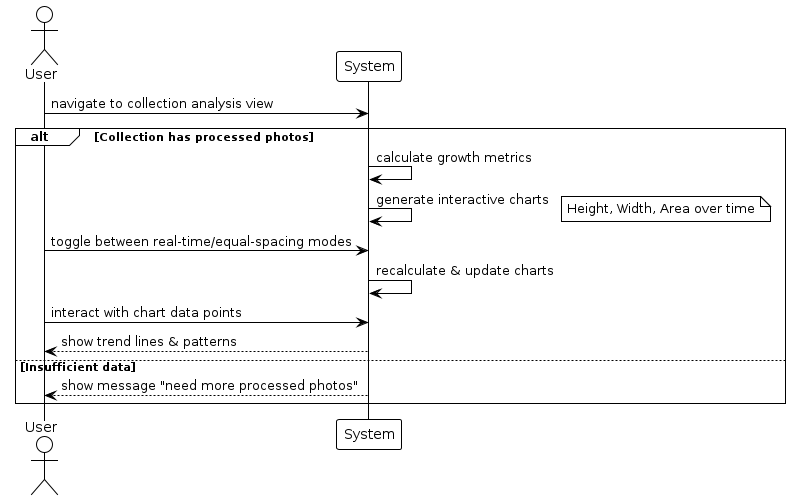 User
System
navigate to collection analysis view
alt
[Collection has processed photos]
calculate growth metrics
generate interactive charts
Height, Width, Area over time
toggle between real-time/equal-spacing modes
recalculate & update charts
interact with chart data points
show trend lines & patterns
[Insufficient data]
show message "need more processed photos"
User
System